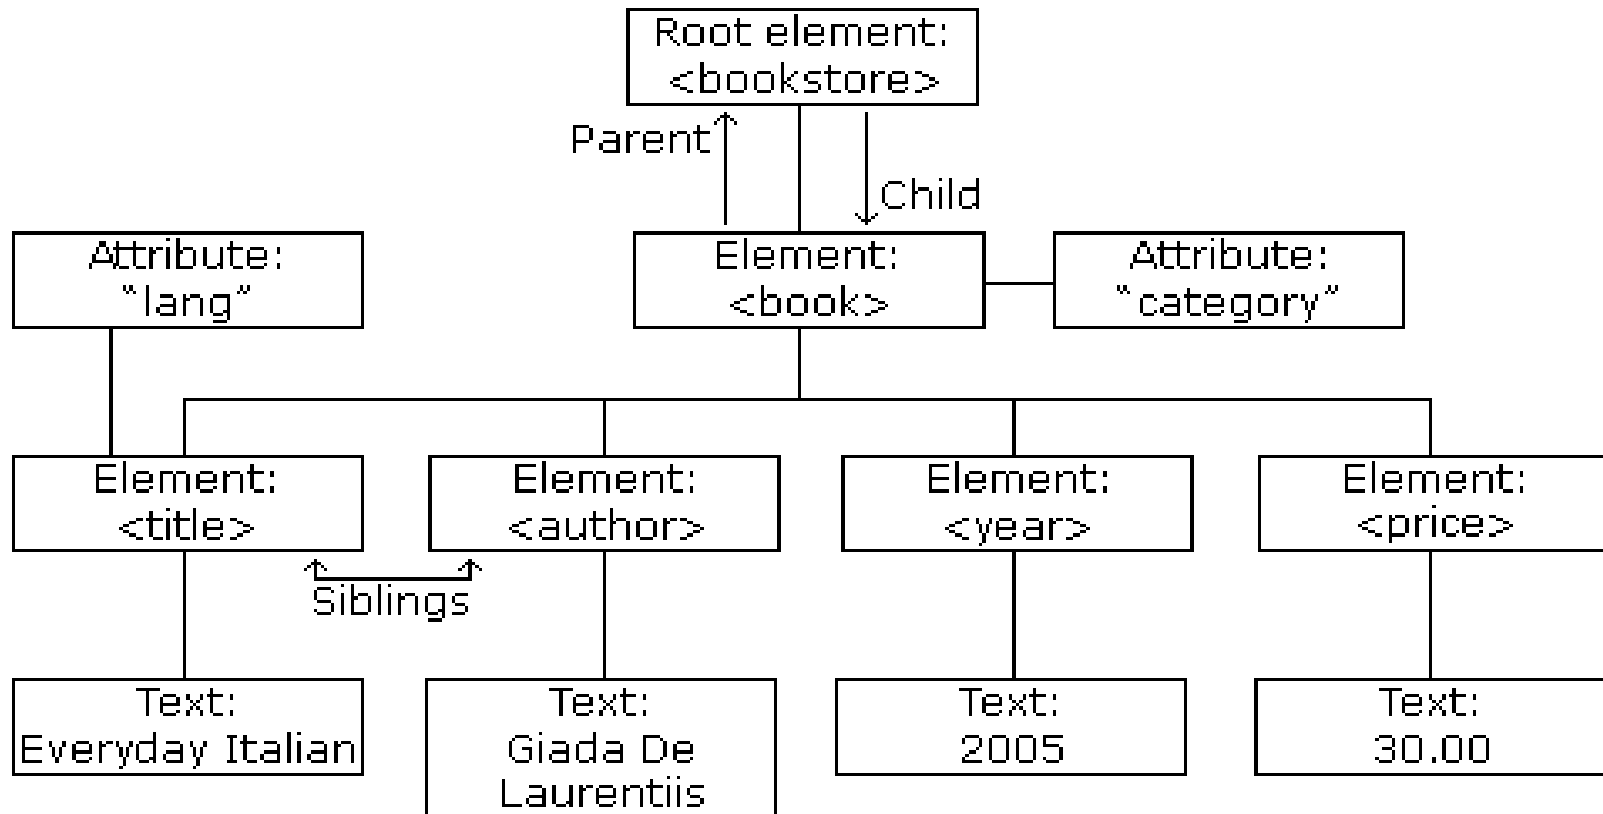 Root element:
<bookstore>
Parent
Child
Attribute:
“lang”
Element:
<book>
Attribute:
“category”
Element:
<title>
Element:
<author>
Element:
<year>
Element:
<price>
Siblings
Text:
Everyday Italian
Text:
Giada De
Laurentiis
Text:
2005
Text:
30.00